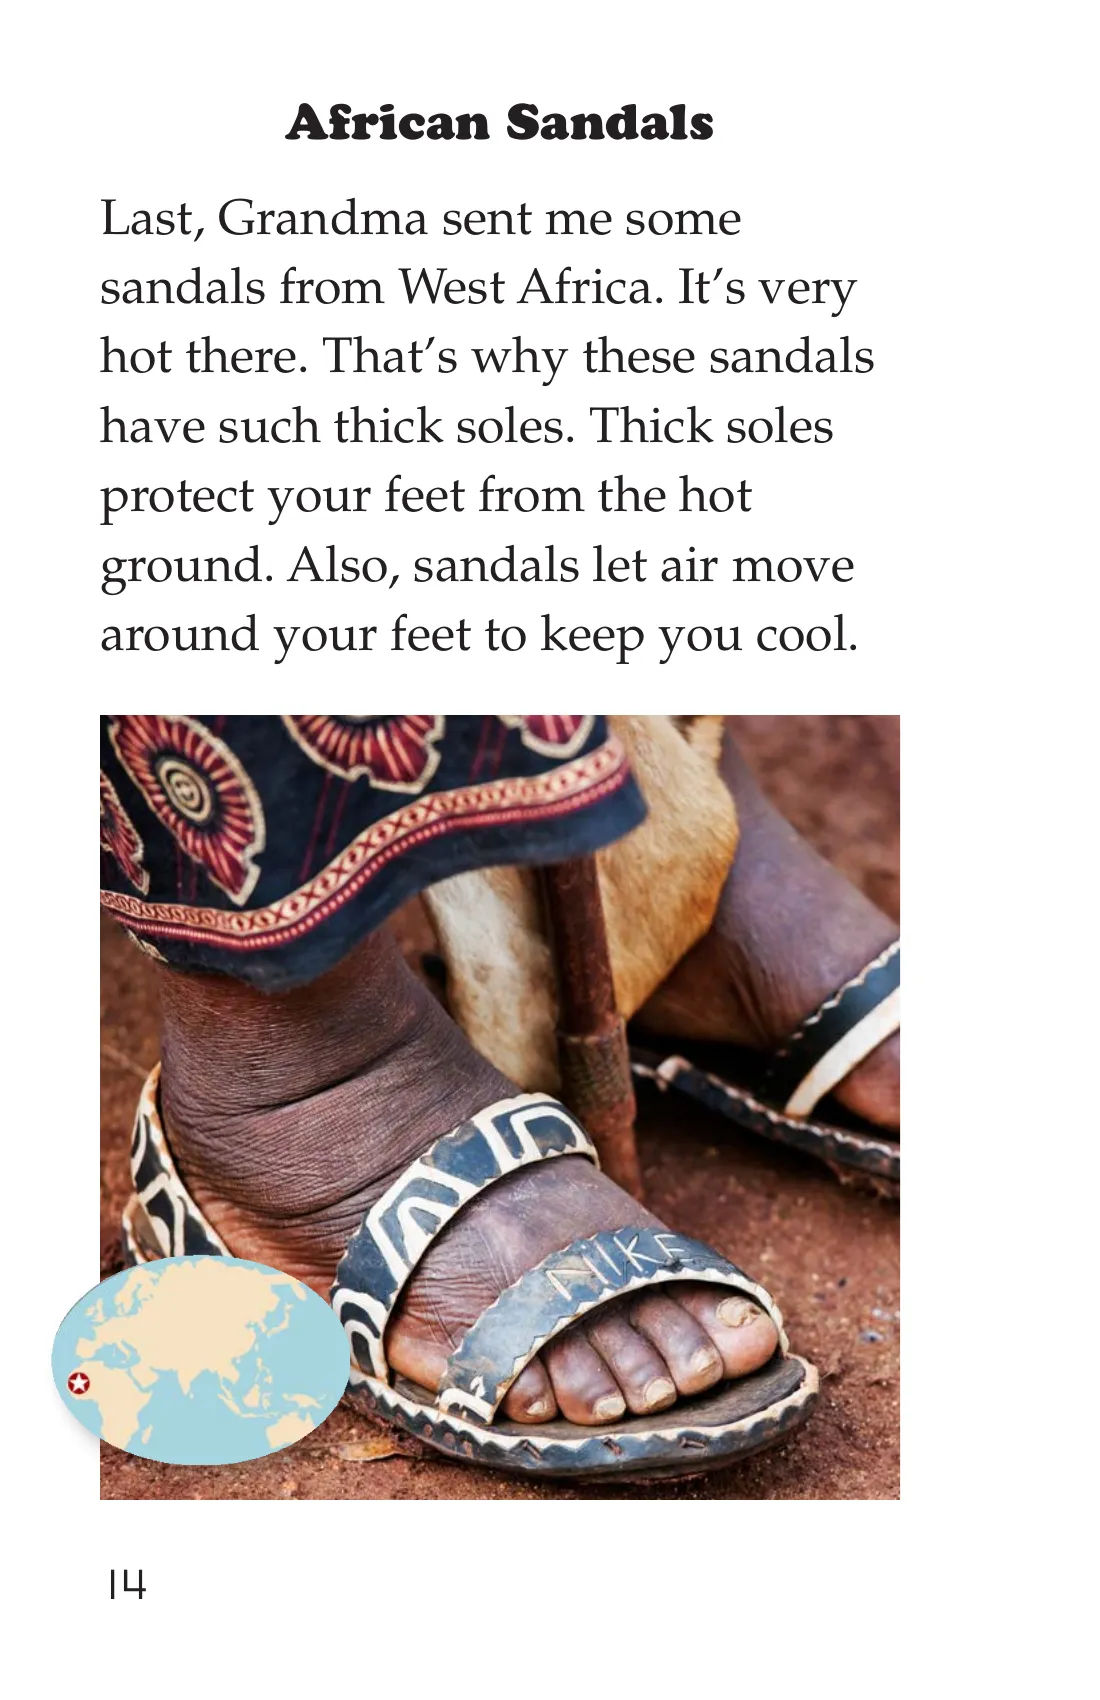 African Sandals
Last, Grandma sent me some
sandals from West Africa. It’s very
hot there. That’s why these sandals
have such thick soles. Thick soles
protect your feet from the hot
ground. Also, sandals let air move
around your feet to keep you cool.
NIKE
14